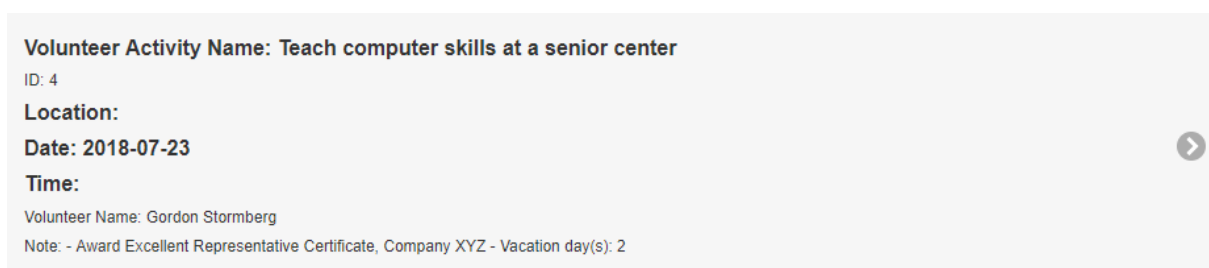 Volunteer Activity Name: Teach computer skills at a senior center
ID: 4
Location:
Date: 2018-07-23
Time:
Volunteer Name: Gordon Stormberg
Note: - Award Excellent Representative Certificate, Company XYZ - Vacation day(s): 2